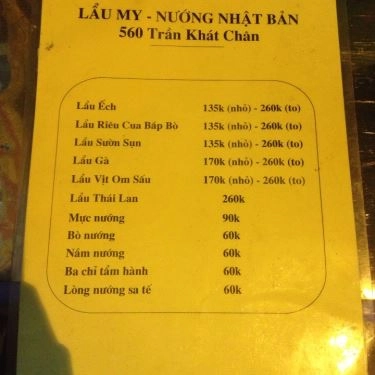 LẨU MY - NƯỚNG NHẬT BẢN
560 Trần Khát Chân
Lẩu Ếch 135k (nhỏ) - 260k (to)
Lẩu Riêu Cua Bắp Bò 135k (nhỏ) - 260k (to)
Lẩu Sườn Sụn 135k (nhỏ) - 260k (to)
Lẩu Gà 170k (nhỏ) - 260k (to)
Lẩu Vịt Om Sấu 170k (nhỏ) - 260k (to)
Lẩu Thái Lan 260k
Mực nướng 90k
Bò nướng 60k
Nầm nướng 60k
Ba chỉ tẩm hành 60k
Lòng nướng sa tế 60k